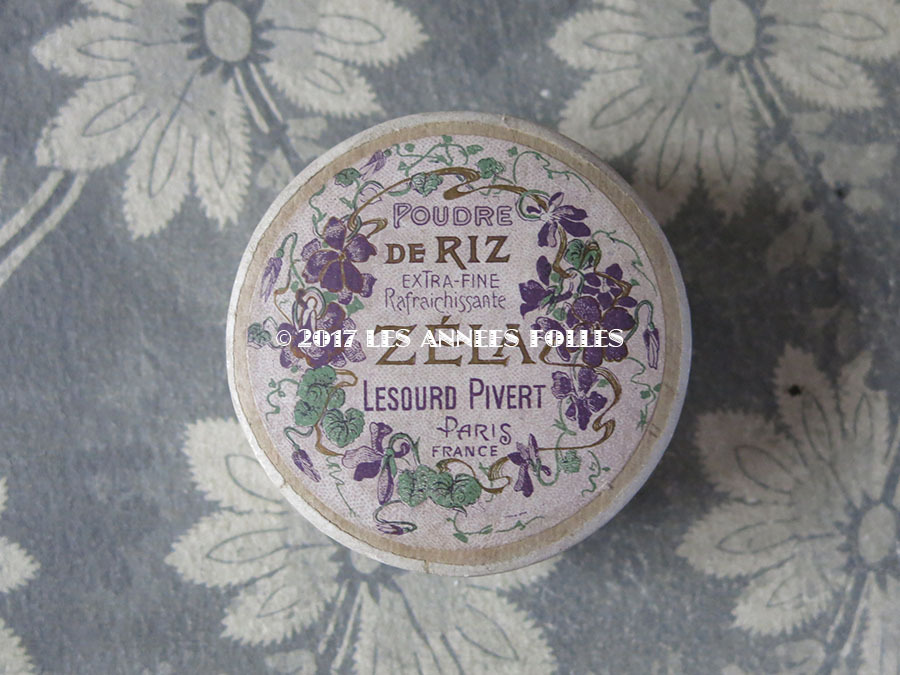 POUDRE
DE RIZ
EXTRA-FINE
Rafraichissante
© 2017 LES ANNEES FOLLES
ZÉLA
LESOURD PIVERT
PARIS
FRANCE